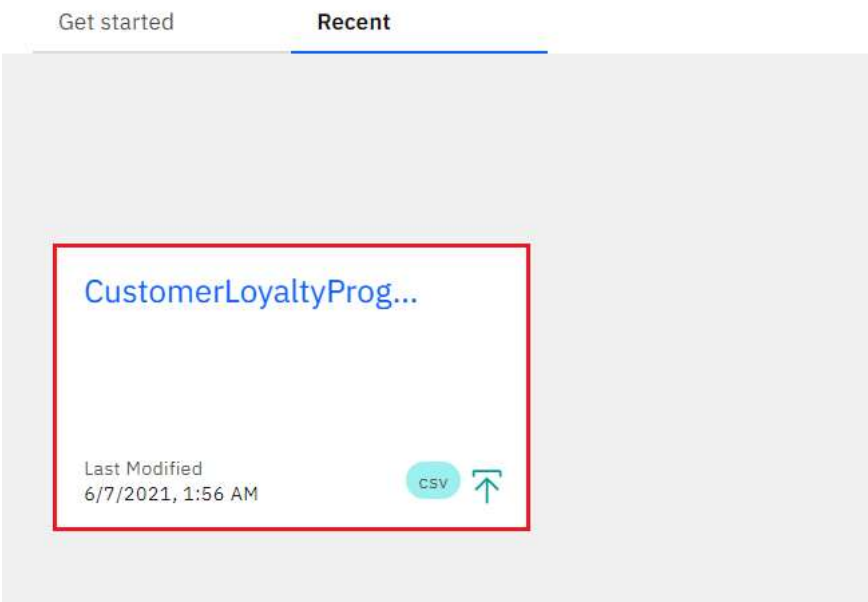 Get started Recent
CustomerLoyaltyProg...
Last Modified
6/7/2021, 1:56 AM
csv